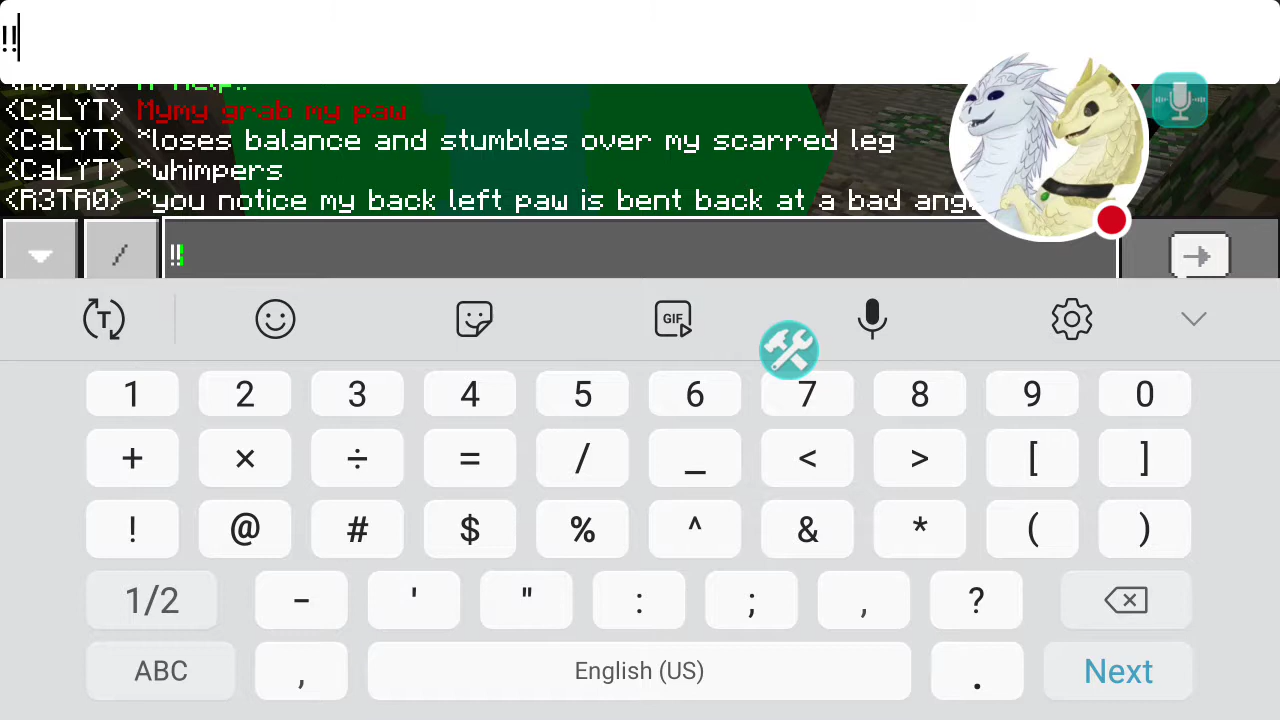 !!
<CaLYT> Mymy grab my paw
<CaLYT> *loses balance and stumbles over my scarred leg
<CaLYT> *whimpers
<R3TR0> *you notice my back left paw is bent back at a bad
/ !!
T GIF
1 2 3 4 5 6 7 8 9 0
+ × ÷ = / _ < > [ ]
! @ # $ % ^ & * ( )
1/2 - ' " : ; , ?
ABC , English (US) . Next